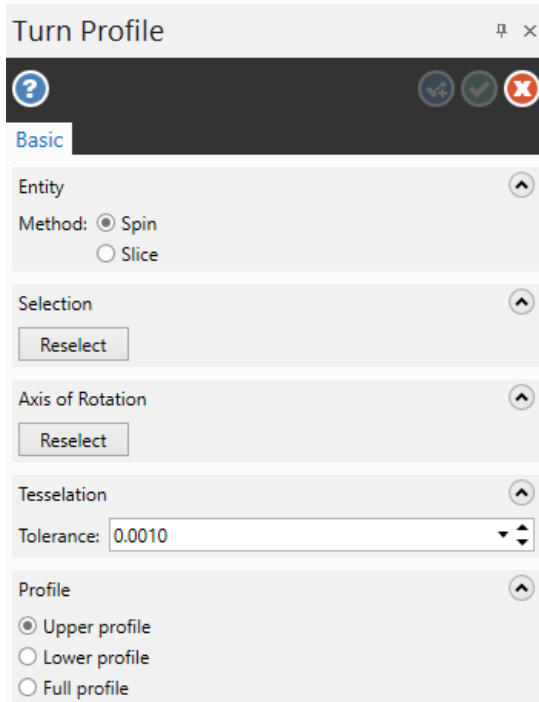 Turn Profile
?
Basic
Entity
Method: Spin
Slice
Selection
Reselect
Axis of Rotation
Reselect
Tesselation
Tolerance: 0.0010
Profile
Upper profile
Lower profile
Full profile